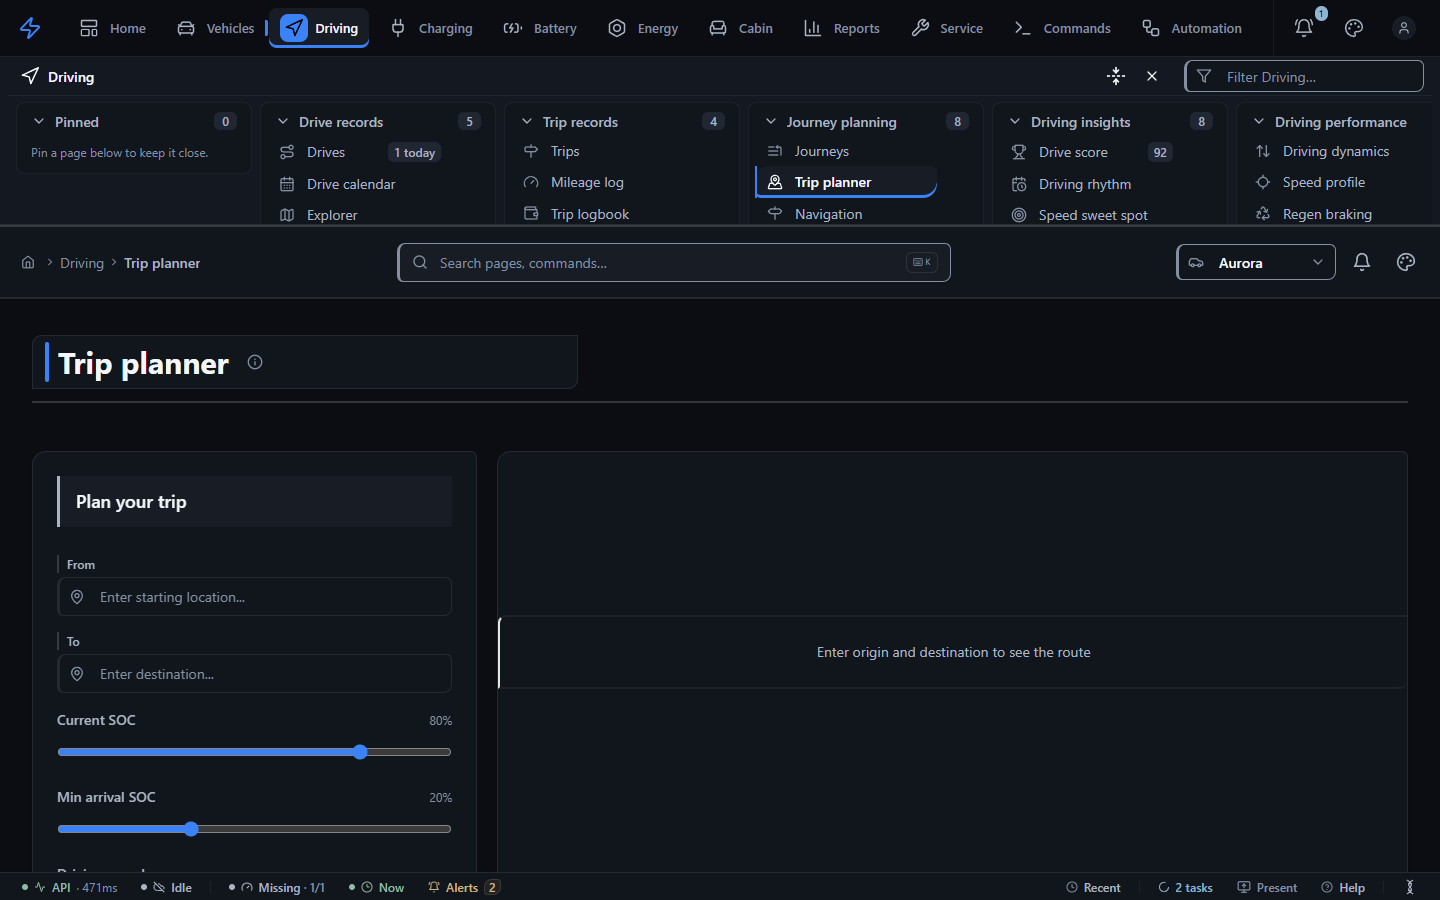 Home
Vehicles
Driving
Charging
Battery
Energy
Cabin
Reports
Service
Commands
Automation
1
Driving
Filter Driving...
Pinned 0
Pin a page below to keep it close.
Drive records 5
Drives 1 today
Drive calendar
Explorer
Trip records 4
Trips
Mileage log
Trip logbook
Journey planning 8
Journeys
Trip planner
Navigation
Driving insights 8
Drive score 92
Driving rhythm
Speed sweet spot
Driving performance
Driving dynamics
Speed profile
Regen braking
Driving
Trip planner
Search pages, commands...
K
Aurora
Trip planner
Plan your trip
From
Enter starting location...
To
Enter destination...
Current SOC 80%
Min arrival SOC 20%
Enter origin and destination to see the route
API · 471ms
Idle
Missing · 1/1
Now
Alerts 2
Recent
2 tasks
Present
Help